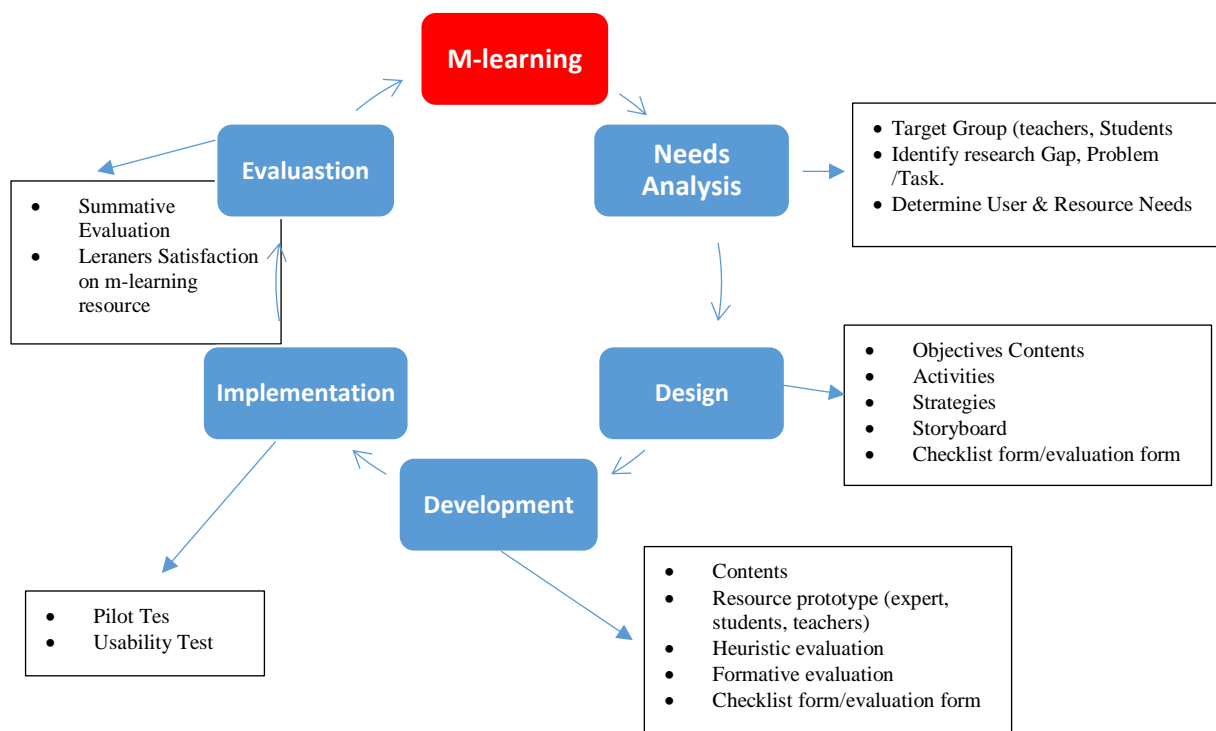 M-learning
Needs
Analysis
• Target Group (teachers, Students
• Identify research Gap, Problem
/Task.
• Determine User & Resource Needs
Design
• Objectives Contents
• Activities
• Strategies
• Storyboard
• Checklist form/evaluation form
Development
• Contents
• Resource prototype (expert,
students, teachers)
• Heuristic evaluation
• Formative evaluation
• Checklist form/evaluation form
Implementation
• Pilot Tes
• Usability Test
Evaluastion
• Summative
Evaluation
• Leraners Satisfaction
on m-learning
resource